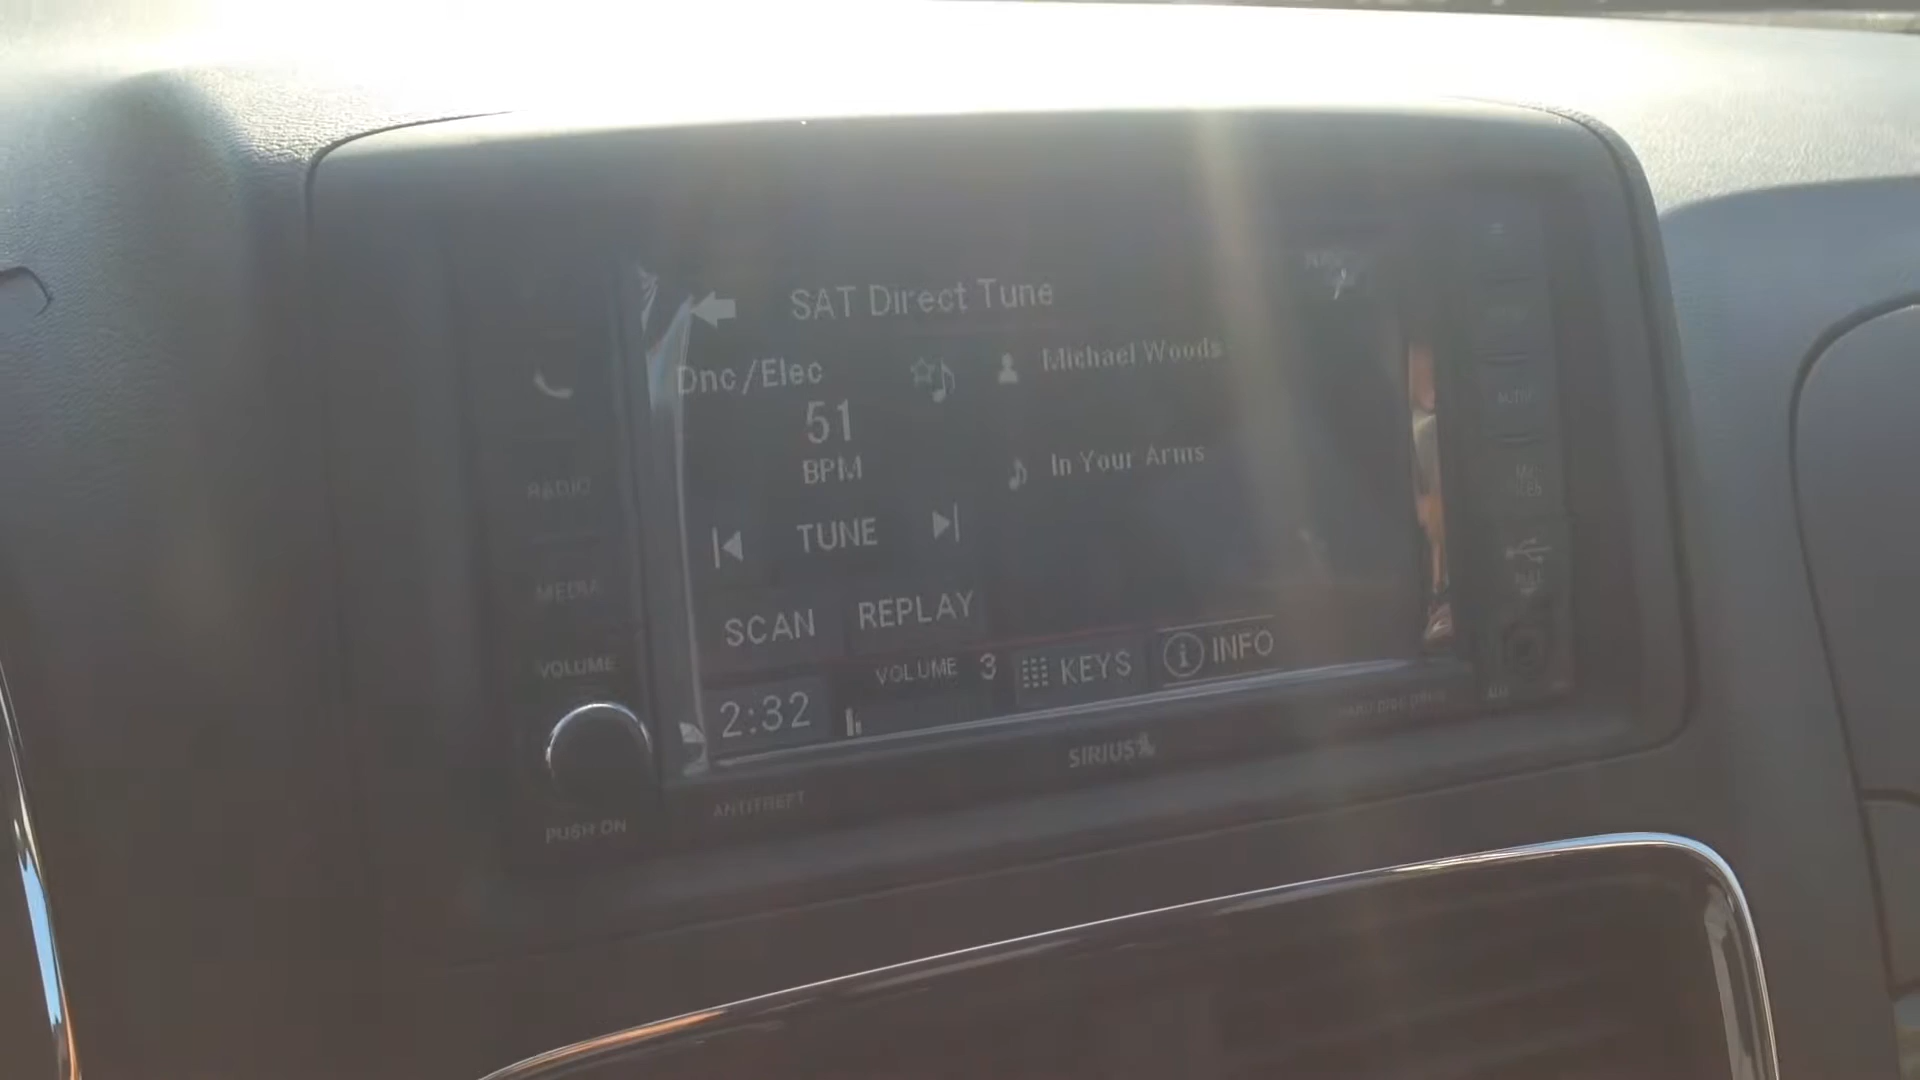 SAT Direct Tune
Dnc/Elec
Michael Woods
51
BPM
In Your Arms
TUNE
SCAN REPLAY
VOLUME 3
KEYS
INFO
2:32
RADIO
MEDIA
VOLUME
PUSH ON
ANTITHEFT
SIRIUS
AUDIO